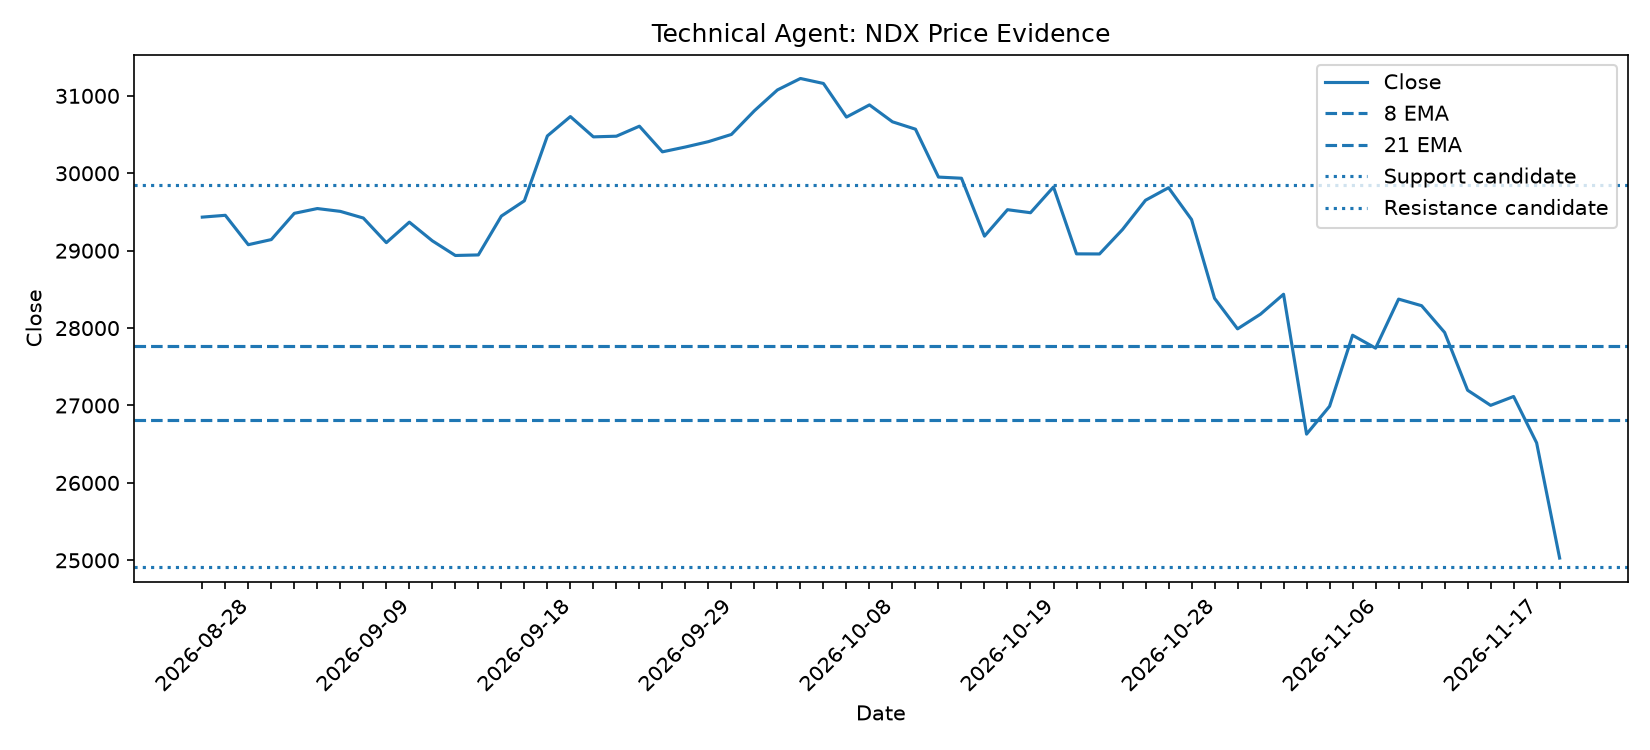 Technical Agent: NDX Price Evidence
Close
8 EMA
21 EMA
Support candidate
Resistance candidate
Close
31000
30000
29000
28000
27000
26000
25000
2026-08-28
2026-09-09
2026-09-18
2026-09-29
2026-10-08
2026-10-19
2026-10-28
2026-11-06
2026-11-17
Date